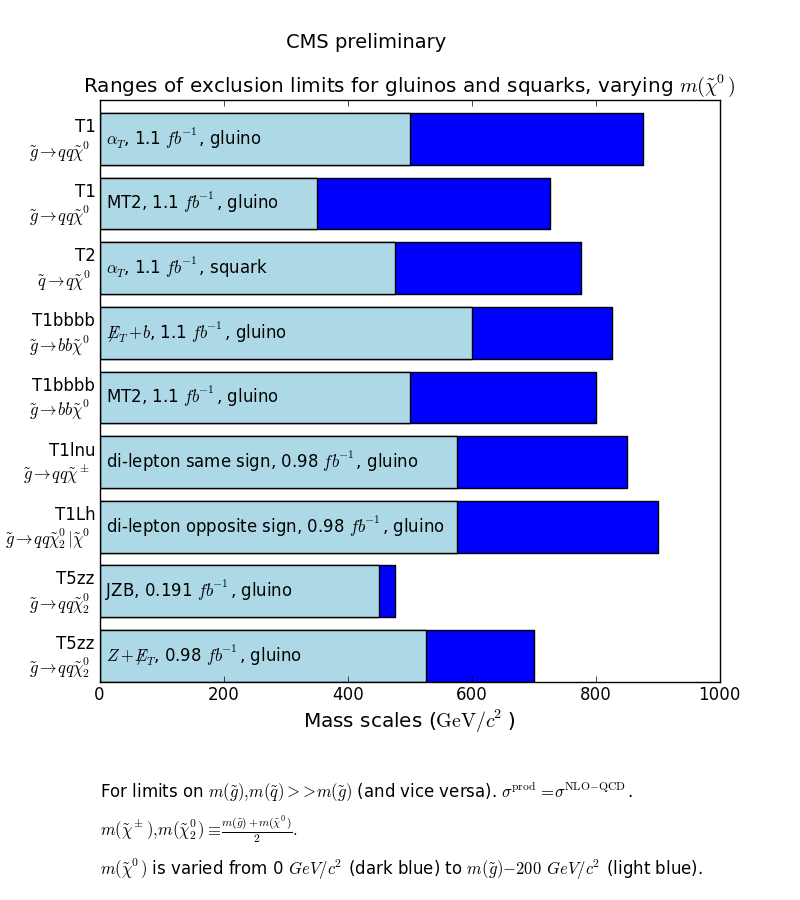 CMS preliminary
Ranges of exclusion limits for gluinos and squarks, varying m(χ̃⁰)
T1
g̃→qqχ̃⁰
α_T, 1.1 fb⁻¹, gluino
T1
g̃→qqχ̃⁰
MT2, 1.1 fb⁻¹, gluino
T2
q̃→qχ̃⁰
α_T, 1.1 fb⁻¹, squark
T1bbbb
g̃→bbχ̃⁰
E̸_T+b, 1.1 fb⁻¹, gluino
T1bbbb
g̃→bbχ̃⁰
MT2, 1.1 fb⁻¹, gluino
T1lnu
g̃→qqχ̃±
di-lepton same sign, 0.98 fb⁻¹, gluino
T1Lh
g̃→qqχ̃₂⁰|χ̃⁰
di-lepton opposite sign, 0.98 fb⁻¹, gluino
T5zz
g̃→qqχ̃₂⁰
JZB, 0.191 fb⁻¹, gluino
T5zz
g̃→qqχ̃₂⁰
Z+E̸_T, 0.98 fb⁻¹, gluino
0 200 400 600 800 1000
Mass scales (GeV/c²)
For limits on m(g̃),m(q̃)>>m(g̃) (and vice versa). σ^prod=σ^NLO−QCD.
m(χ̃±),m(χ̃₂⁰)≡(m(g̃)+m(χ̃⁰))/2.
m(χ̃⁰) is varied from 0 GeV/c² (dark blue) to m(g̃)−200 GeV/c² (light blue).